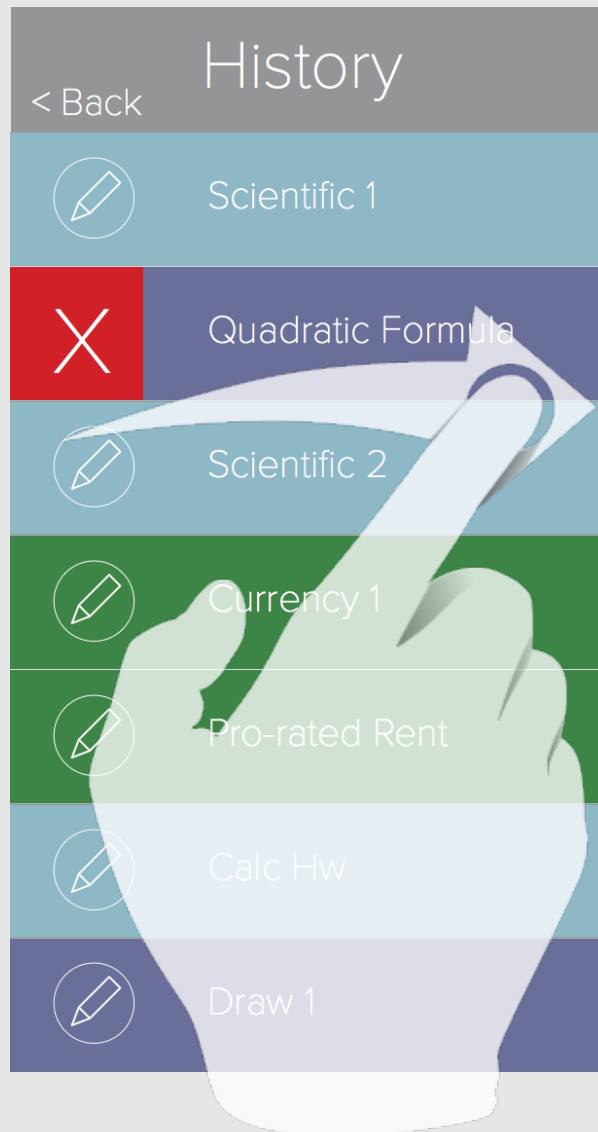 History
< Back
Scientific 1
X
Quadratic Formula
Scientific 2
Currency 1
Pro-rated Rent
Calc Hw
Draw 1